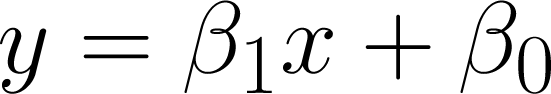 y = β₁x + β₀